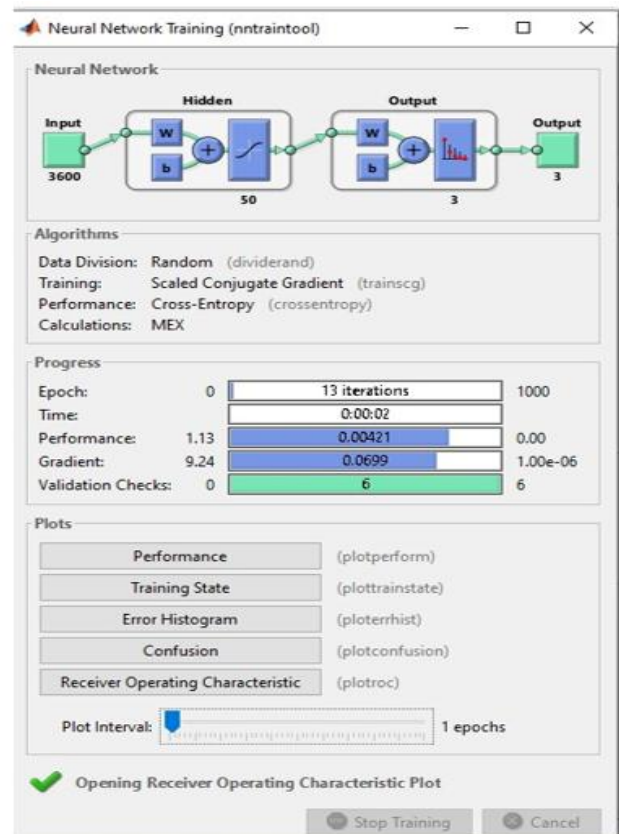 Neural Network Training (nntraintool)
Neural Network
Hidden
Output
Input
W
b
+
W
b
+
Output
3600
50
3
3
Algorithms
Data Division: Random (dividerand)
Training: Scaled Conjugate Gradient (trainscg)
Performance: Cross-Entropy (crossentropy)
Calculations: MEX
Progress
Epoch: 0 13 iterations 1000
Time: 0:00:02
Performance: 1.13 0.00421 0.00
Gradient: 9.24 0.0699 1.00e-06
Validation Checks: 0 6 6
Plots
Performance (plotperform)
Training State (plottrainstate)
Error Histogram (ploterrhist)
Confusion (plotconfusion)
Receiver Operating Characteristic (plotroc)
Plot Interval: 1 epochs
Opening Receiver Operating Characteristic Plot
Stop Training Cancel